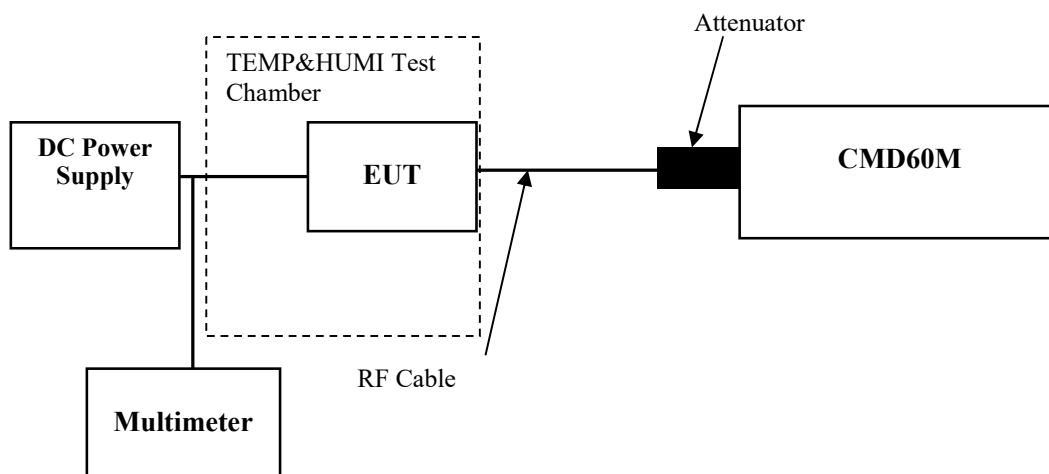 Attenuator
TEMP&HUMI Test
Chamber
DC Power
Supply
EUT
CMD60M
RF Cable
Multimeter